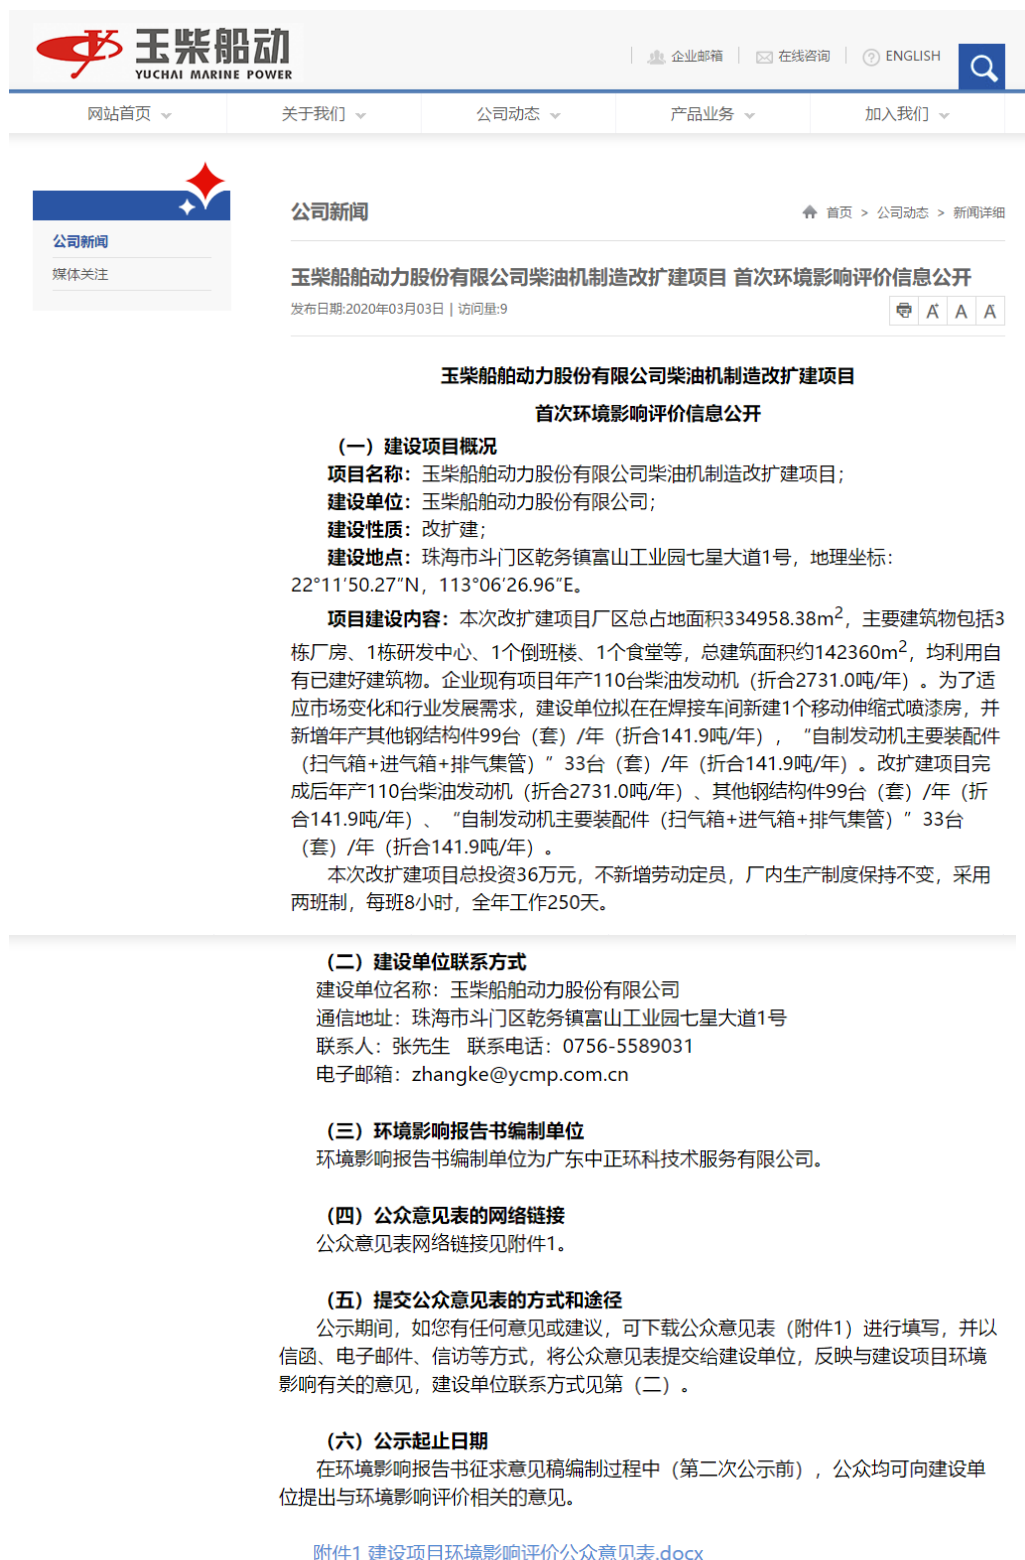 玉柴船动
YUCHAI MARINE POWER
企业邮箱 在线咨询 ENGLISH
网站首页 关于我们 公司动态 产品业务 加入我们
公司新闻
媒体关注
公司新闻
首页 > 公司动态 > 新闻详细
玉柴船舶动力股份有限公司柴油机制造改扩建项目 首次环境影响评价信息公开
发布日期:2020年03月03日 | 访问量:9
玉柴船舶动力股份有限公司柴油机制造改扩建项目
首次环境影响评价信息公开
（一）建设项目概况
项目名称：玉柴船舶动力股份有限公司柴油机制造改扩建项目；
建设单位：玉柴船舶动力股份有限公司；
建设性质：改扩建；
建设地点：珠海市斗门区乾务镇富山工业园七星大道1号，地理坐标：
22°11′50.27″N，113°06′26.96″E。
项目建设内容：本次改扩建项目厂区总占地面积334958.38m²，主要建筑物包括3
栋厂房、1栋研发中心、1个倒班楼、1个食堂等，总建筑面积约142360m²，均利用自
有已建好建筑物。企业现有项目年产110台柴油发动机（折合2731.0吨/年）。为了适
应市场变化和行业发展需求，建设单位拟在在焊接车间新建1个移动伸缩式喷漆房，并
新增年产其他钢结构件99台（套）/年（折合141.9吨/年），“自制发动机主要装配件
（扫气箱+进气箱+排气集管）”33台（套）/年（折合141.9吨/年）。改扩建项目完
成后年产110台柴油发动机（折合2731.0吨/年）、其他钢结构件99台（套）/年（折
合141.9吨/年）、“自制发动机主要装配件（扫气箱+进气箱+排气集管）”33台
（套）/年（折合141.9吨/年）。
本次改扩建项目总投资36万元，不新增劳动定员，厂内生产制度保持不变，采用
两班制，每班8小时，全年工作250天。
（二）建设单位联系方式
建设单位名称：玉柴船舶动力股份有限公司
通信地址：珠海市斗门区乾务镇富山工业园七星大道1号
联系人：张先生 联系电话：0756-5589031
电子邮箱：zhangke@ycmp.com.cn
（三）环境影响报告书编制单位
环境影响报告书编制单位为广东中正环科技术服务有限公司。
（四）公众意见表的网络链接
公众意见表网络链接见附件1。
（五）提交公众意见表的方式和途径
公示期间，如您有任何意见或建议，可下载公众意见表（附件1）进行填写，并以
信函、电子邮件、信访等方式，将公众意见表提交给建设单位，反映与建设项目环境
影响有关的意见，建设单位联系方式见第（二）。
（六）公示起止日期
在环境影响报告书征求意见稿编制过程中（第二次公示前），公众均可向建设单
位提出与环境影响评价相关的意见。
附件1 建设项目环境影响评价公众意见表.docx